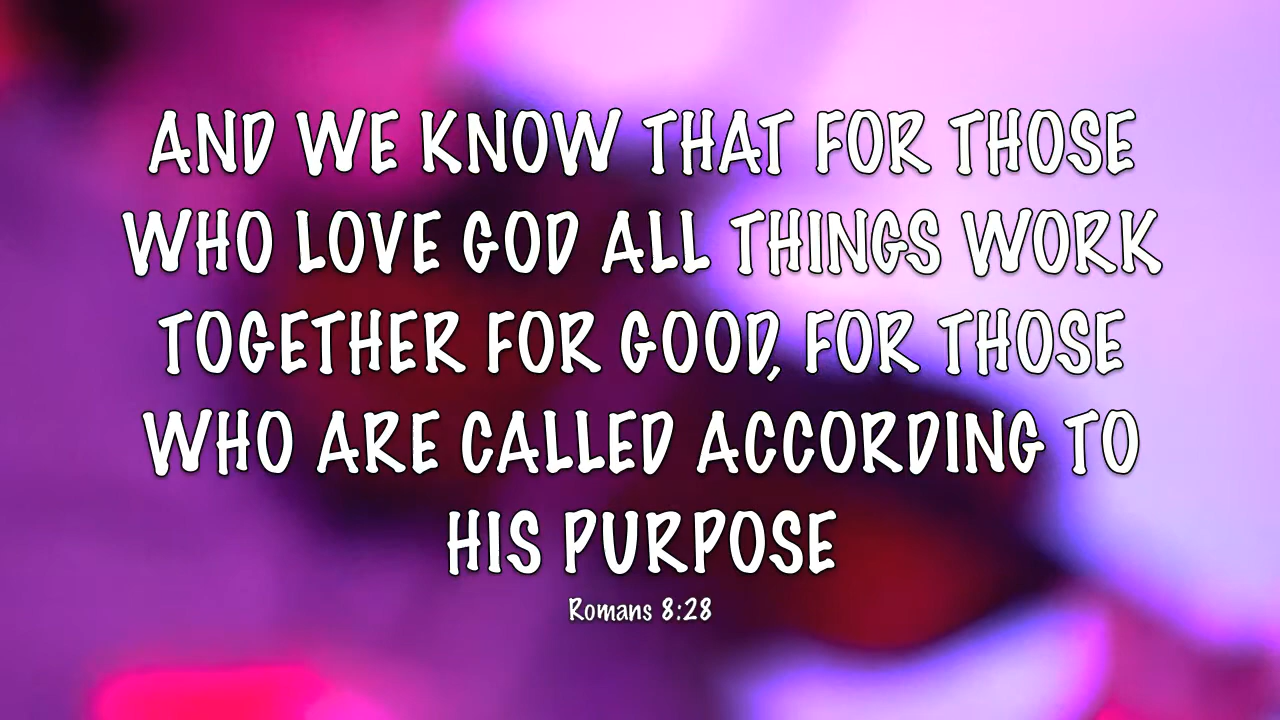 AND WE KNOW THAT FOR THOSE
WHO LOVE GOD ALL THINGS WORK
TOGETHER FOR GOOD, FOR THOSE
WHO ARE CALLED ACCORDING TO
HIS PURPOSE
Romans 8:28